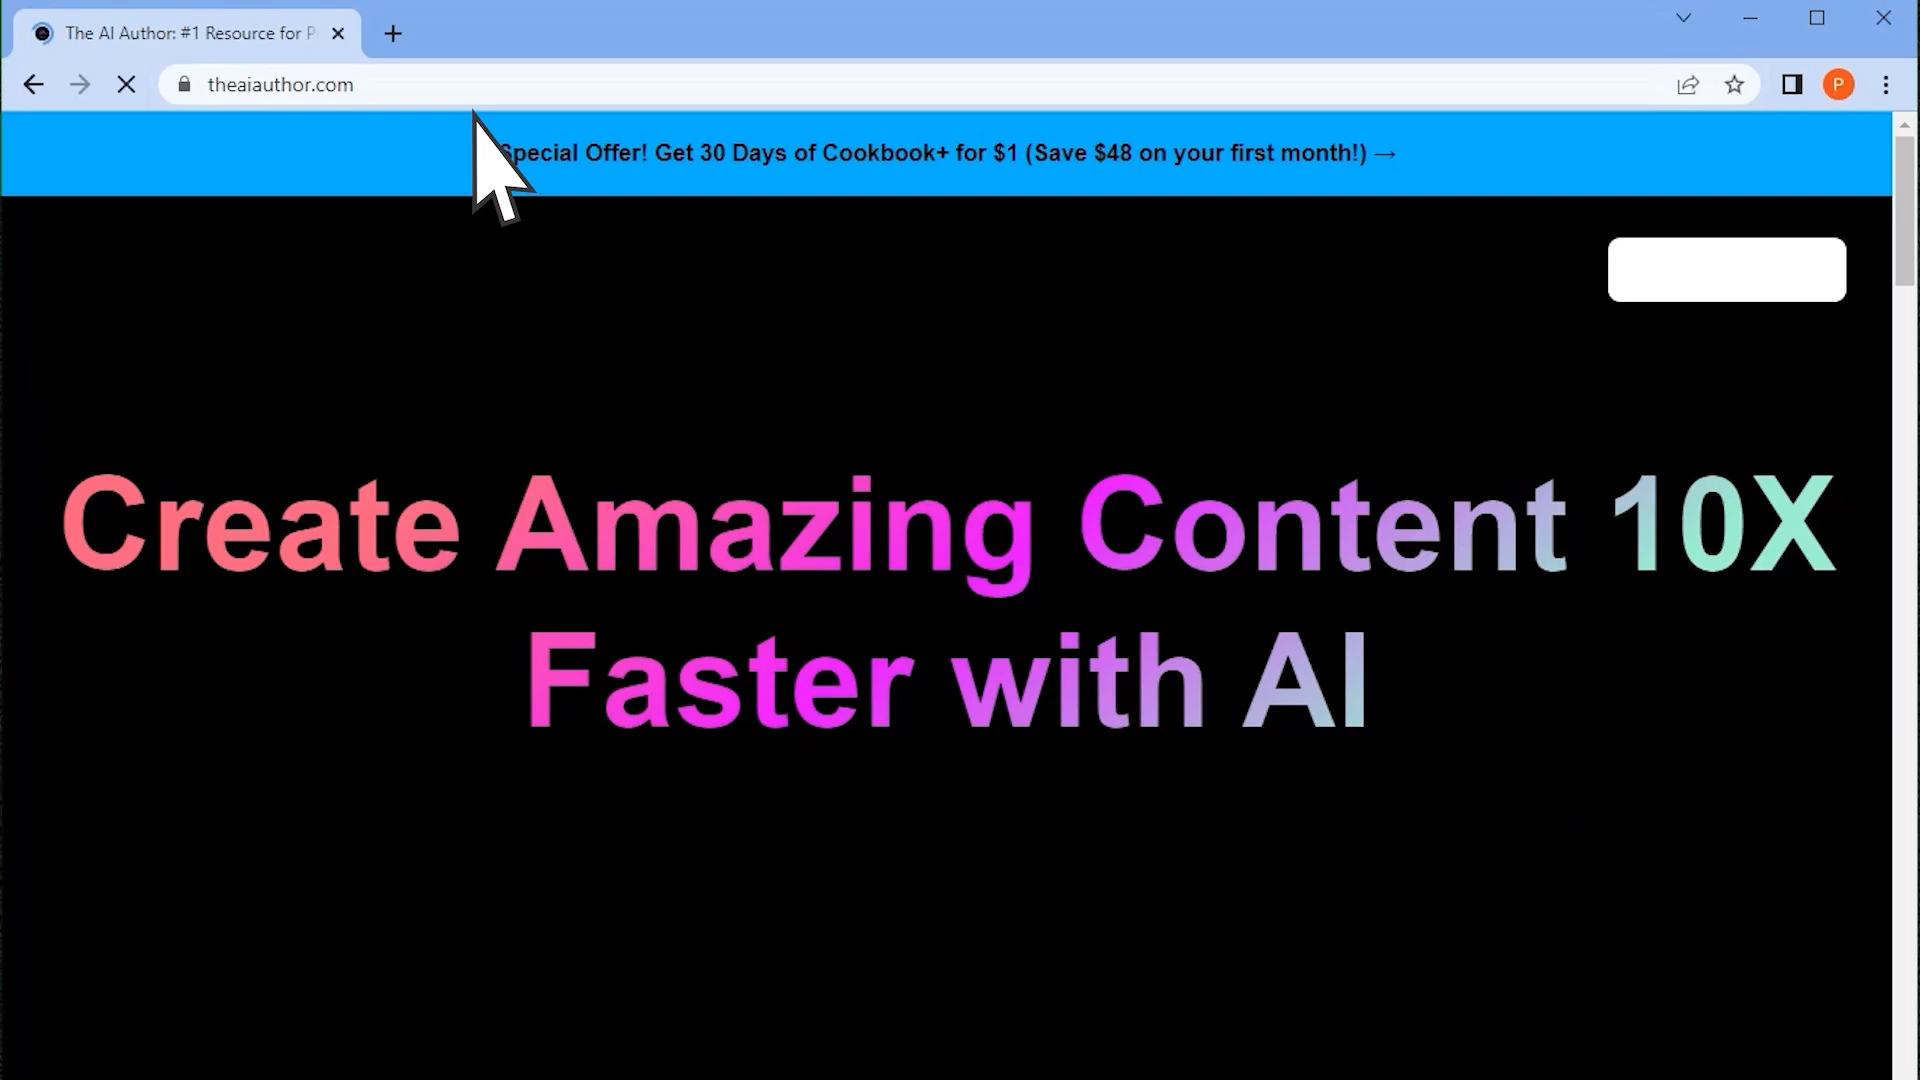 The AI Author: #1 Resource for P
theaiauthor.com
P
Special Offer! Get 30 Days of Cookbook+ for $1 (Save $48 on your first month!) →
Create Amazing Content 10X
Faster with AI